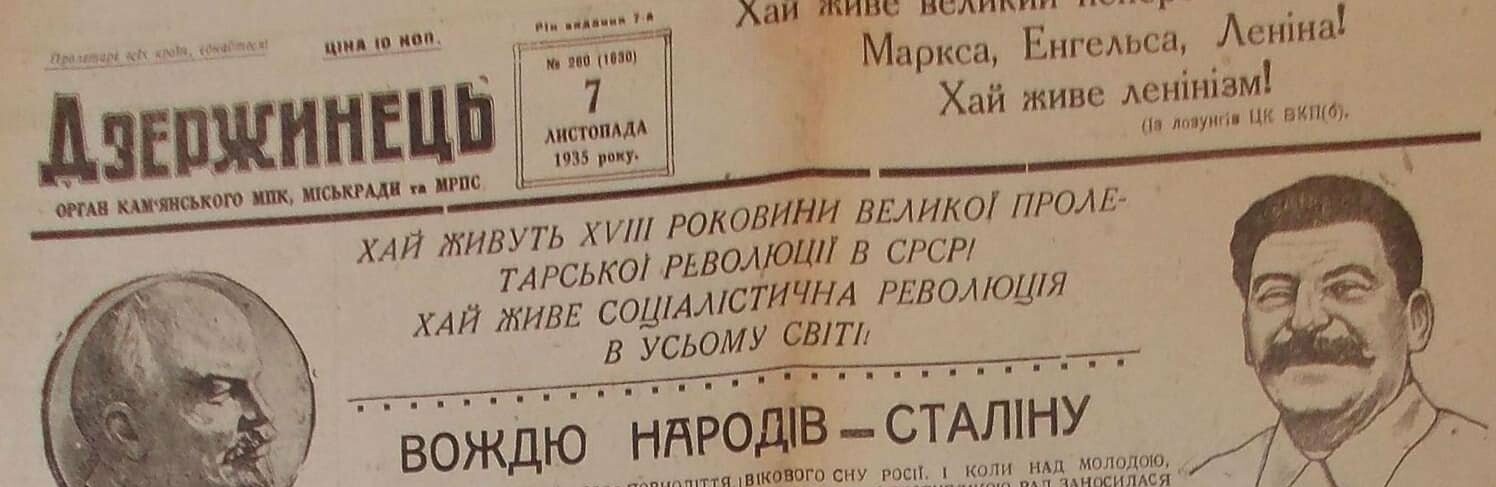 Пролетарі всіх країн, єднайтеся!
ЦІНА 10 КОП.
Рік видання 7-й
ДЗЕРЖИНЕЦЬ
ОРГАН КАМ'ЯНСЬКОГО МПК, МІСЬКРАДИ та МРПС
№ 260 (1630)
7
ЛИСТОПАДА
1935 року.
Хай живе великий
Маркса, Енгельса, Леніна!
Хай живе ленінізм!
(Із лозунгів ЦК ВКП(б).
ХАЙ ЖИВУТЬ XVIII РОКОВИНИ ВЕЛИКОЇ ПРОЛЕ-
ТАРСЬКОЇ РЕВОЛЮЦІЇ В СРСР!
ХАЙ ЖИВЕ СОЦІАЛІСТИЧНА РЕВОЛЮЦІЯ
В УСЬОМУ СВІТІ!
ВОЖДЮ НАРОДІВ — СТАЛІНУ
ВІКОВОГО СНУ РОСІЇ. І КОЛИ НАД МОЛОДОЮ,
РАД ЗАНОСИЛАСЯ